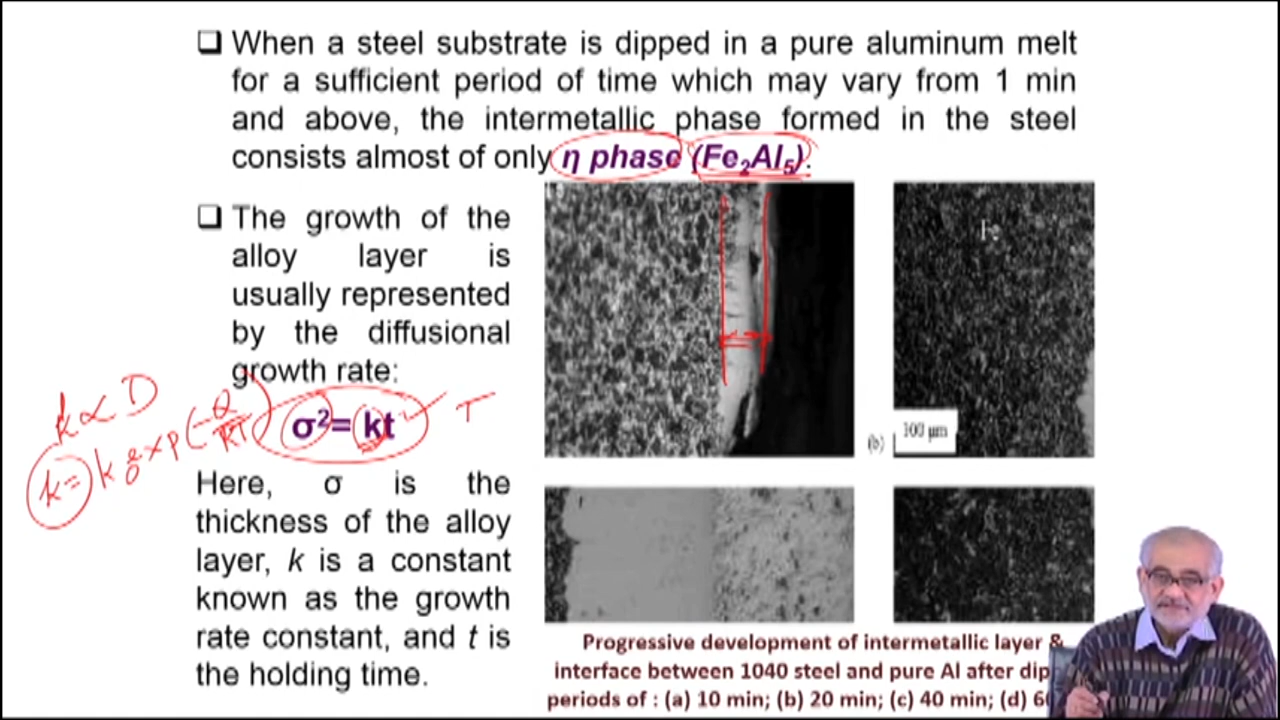 ❑ When a steel substrate is dipped in a pure aluminum melt
for a sufficient period of time which may vary from 1 min
and above, the intermetallic phase formed in the steel
consists almost of only η phase (Fe₂Al₅).
❑ The growth of the
alloy layer is
usually represented
by the diffusional
growth rate:
k ∝ D
σ²= kt
T
k = k₀ exp(-Q/RT)
Here, σ is the
thickness of the alloy
layer, k is a constant
known as the growth
rate constant, and t is
the holding time.
(b) 100 μm
Progressive development of intermetallic layer &
interface between 1040 steel and pure Al after
periods of : (a) 10 min; (b) 20 min; (c) 40 min; (d)